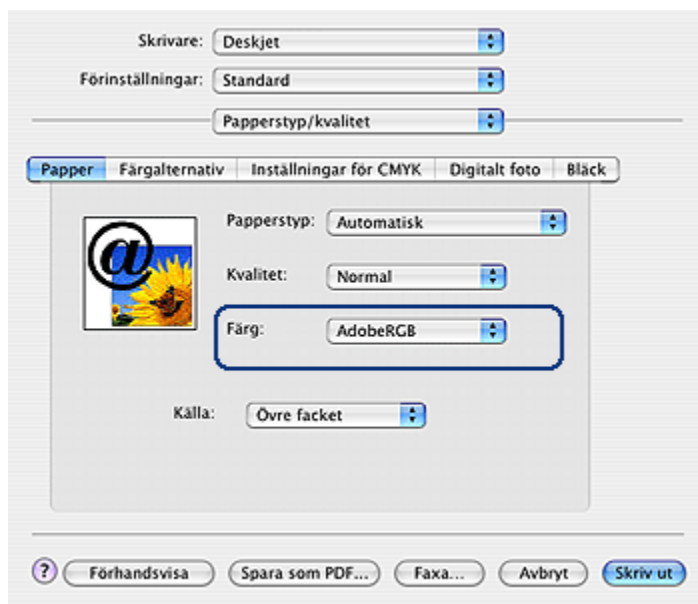 Skrivare: Deskjet
Förinställningar: Standard
Papperstyp/kvalitet
Papper Färgalternativ Inställningar för CMYK Digitalt foto Bläck
@
Papperstyp: Automatisk
Kvalitet: Normal
Färg: AdobeRGB
Källa: Övre facket
? Förhandsvisa Spara som PDF... Faxa... Avbryt Skriv ut